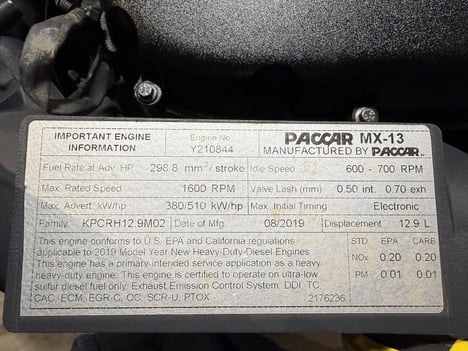 IMPORTANT ENGINE INFORMATION
Engine No. Y210844
PACCAR MX-13
MANUFACTURED BY PACCAR
Fuel Rate at Adv. HP 298.8 mm³/ stroke Idle Speed 600 - 700 RPM
Max. Rated Speed 1600 RPM Valve Lash (mm) 0.50 int. 0.70 exh
Max. Advert kW/hp 380/510 kW/hp Max. Initial Timing Electronic
Family KPCRH12.9M02 Date of Mfg. 08/2019 Displacement 12.9 L
This engine conforms to U.S. EPA and California regulations
applicable to 2019 Model Year New Heavy-Duty Diesel Engines.
This engine has a primary intended service application as a heavy
heavy-duty engine. This engine is certified to operate on ultra-low
sulfur diesel fuel only. Exhaust Emission Control System: DDI, TC
CAC, ECM, EGR-C, OC, SCR-U, PTOX 2176236
STD EPA CARB
NOx 0.20 0.20
PM 0.01 0.01